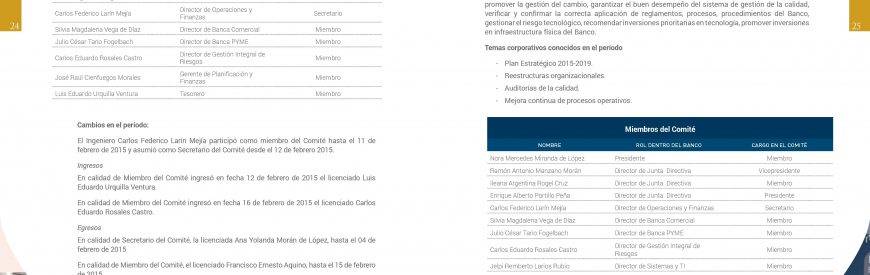 24
Carlos Federico Larín Mejía Director de Operaciones y Finanzas Secretario
Silvia Magdalena Vega de Díaz Director de Banca Comercial Miembro
Julio César Tario Fogelbach Director de Banca PYME Miembro
Carlos Eduardo Rosales Castro Director de Gestión Integral de Riesgos Miembro
José Raúl Cienfuegos Morales Gerente de Planificación y Finanzas Miembro
Luis Eduardo Urquilla Ventura Tesorero Miembro
Cambios en el periodo:
El Ingeniero Carlos Federico Larín Mejía participó como miembro del Comité hasta el 11 de
febrero de 2015 y asumió como Secretario del Comité desde el 12 de febrero 2015.
Ingresos
En calidad de Miembro del Comité ingresó en fecha 12 de febrero de 2015 el licenciado Luis
Eduardo Urquilla Ventura.
En calidad de Miembro del Comité ingresó en fecha 16 de febrero de 2015 el licenciado Carlos
Eduardo Rosales Castro.
Egresos
En calidad de Secretario del Comité, la licenciada Ana Yolanda Morán de López, hasta el 04 de
febrero de 2015.
En calidad de Miembro del Comité, el licenciado Francisco Ernesto Aquino, hasta el 15 de febrero
de 2015
25
promover la gestión del cambio, garantizar el buen desempeño del sistema de gestión de la calidad,
verificar y confirmar la correcta aplicación de reglamentos, procesos, procedimientos del Banco,
gestionar el riesgo tecnológico, recomendar inversiones prioritarias en tecnología, promover inversiones
en infraestructura física del Banco.
Temas corporativos conocidos en el periodo
- Plan Estratégico 2015-2019.
- Reestructuras organizacionales.
- Auditorías de la calidad.
- Mejora continua de procesos operativos.
Miembros del Comité
NOMBRE ROL DENTRO DEL BANCO CARGO EN EL COMITÉ
Nora Mercedes Miranda de López Presidente Miembro
Ramón Antonio Manzano Morán Director de Junta Directiva Vicepresidente
Ileana Argentina Rogel Cruz Director de Junta Directiva Miembro
Enrique Alberto Portillo Peña Director de Junta Directiva Presidente
Carlos Federico Larín Mejía Director de Operaciones y Finanzas Secretario
Silvia Magdalena Vega de Díaz Director de Banca Comercial Miembro
Julio César Tario Fogelbach Director de Banca PYME Miembro
Carlos Eduardo Rosales Castro Director de Gestión Integral de Riesgos Miembro
Jelpi Remberto Larios Rubio Director de Sistemas y TI Miembro